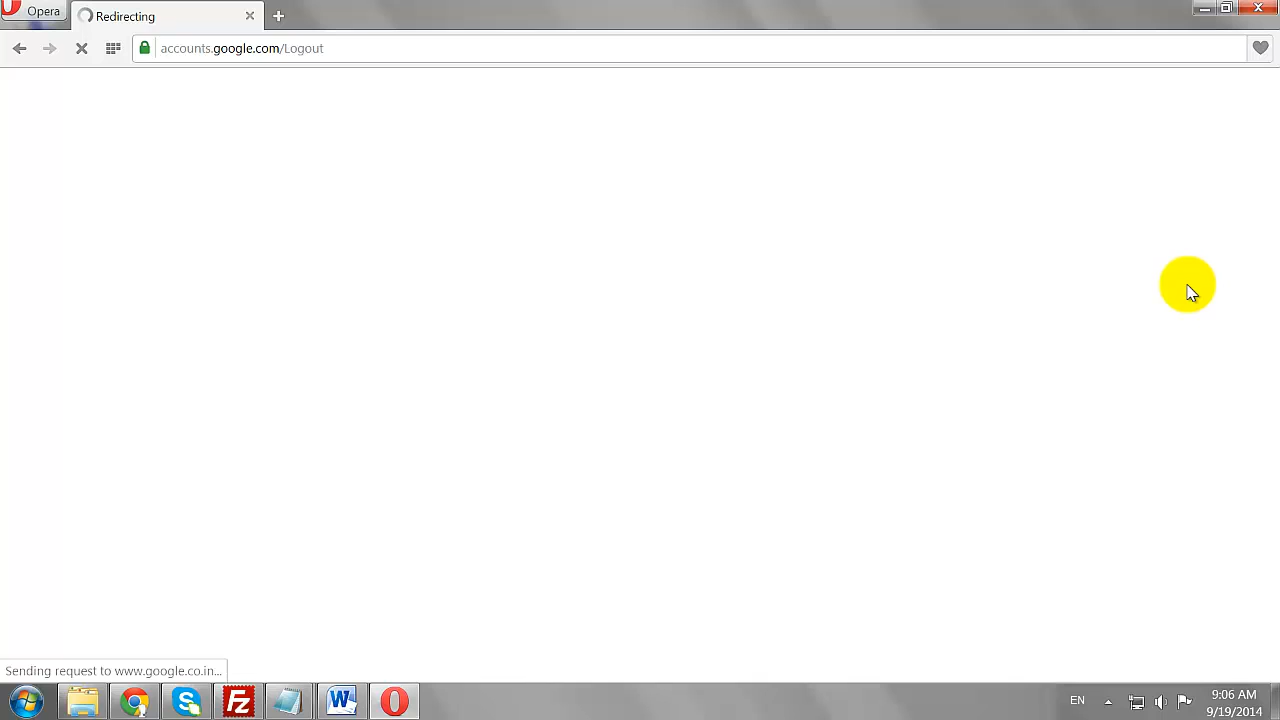 Opera
Redirecting
accounts.google.com/Logout
Sending request to www.google.co.in...
Fz
W
EN
9:06 AM
9/19/2014